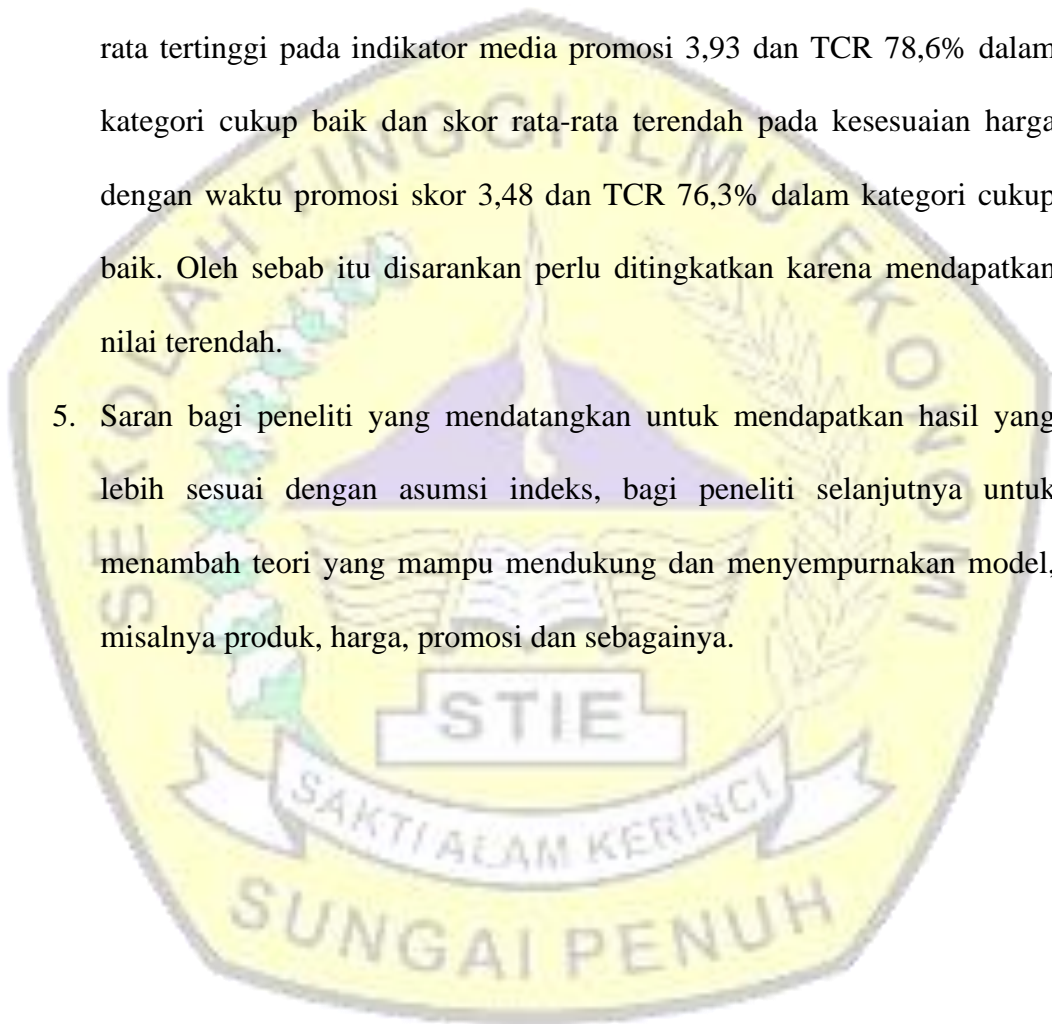 rata tertinggi pada indikator media promosi 3,93 dan TCR 78,6% dalam
kategori cukup baik dan skor rata-rata terendah pada kesesuaian harga
dengan waktu promosi skor 3,48 dan TCR 76,3% dalam kategori cukup
baik. Oleh sebab itu disarankan perlu ditingkatkan karena mendapatkan
nilai terendah.
5. Saran bagi peneliti yang mendatangkan untuk mendapatkan hasil yang
lebih sesuai dengan asumsi indeks, bagi peneliti selanjutnya untuk
menambah teori yang mampu mendukung dan menyempurnakan model,
misalnya produk, harga, promosi dan sebagainya.
SEKOLAH TINGGI ILMU EKONOMI
STIE
SAKTI ALAM KERINCI
SUNGAI PENUH